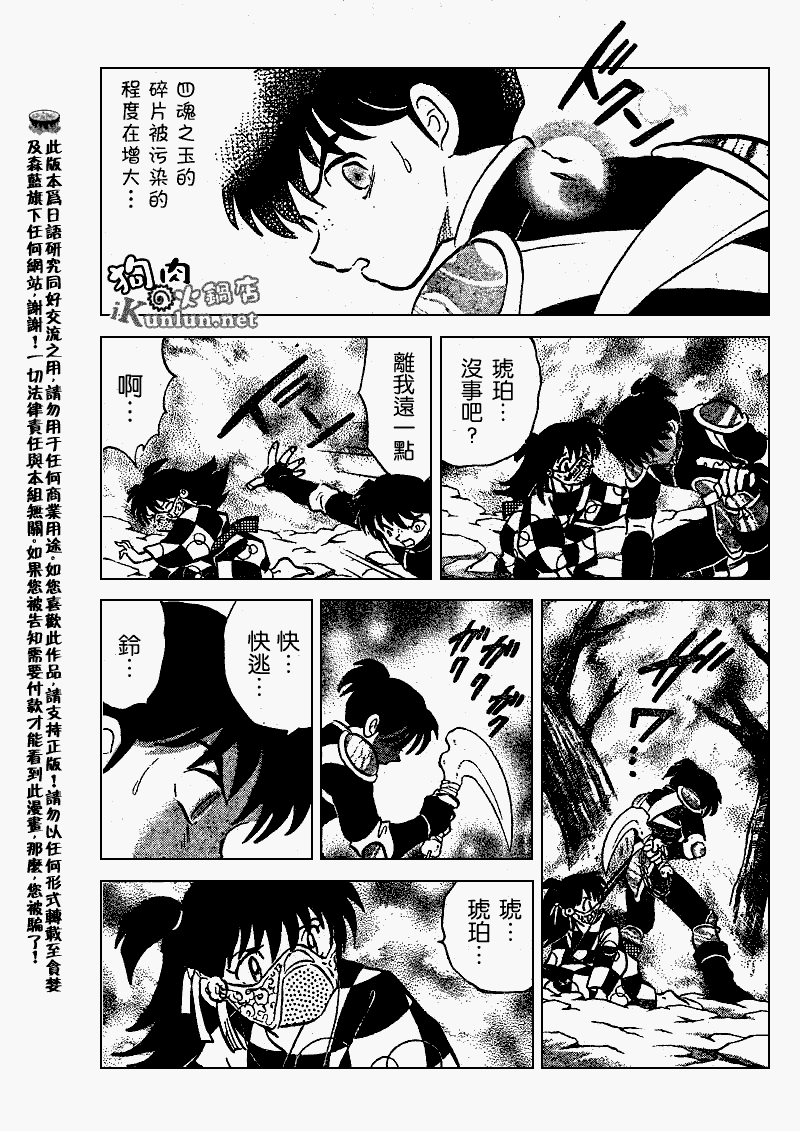 四魂之玉的
碎片被污染的
程度在增大…
ドクン
狗肉
火鍋店
iKunlun.net
琥珀…
沒事吧？
離我遠一點
啊…
ワ…
ガク
ガク
ガク
快…
快逃…
鈴…
琥…
琥珀…
此版本爲日語研究同好交流之用，請勿用于任何商業用途。如您喜歡此作品，請支持正版！請勿以任何形式轉載至貪婪
及森藍旗下任何網站，謝謝！一切法律責任與本組無關。如果您被告知需要付款才能看到此漫畫，那麼，您被騙了！